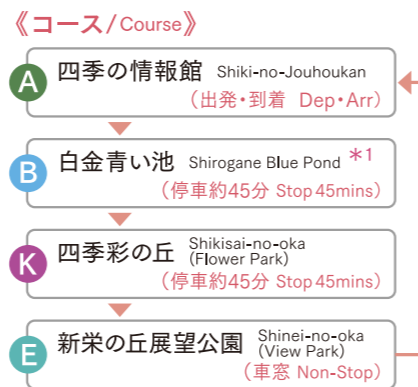 《コース/Course》
A 四季の情報館 Shiki-no-Jouhoukan
（出発・到着 Dep・Arr）
B 白金青い池 Shirogane Blue Pond ＊1
（停車約45分 Stop 45mins）
K 四季彩の丘 Shikisai-no-oka
(Flower Park)
（停車約45分 Stop 45mins）
E 新栄の丘展望公園 Shinei-no-oka
(View Park)
（車窓 Non-Stop）